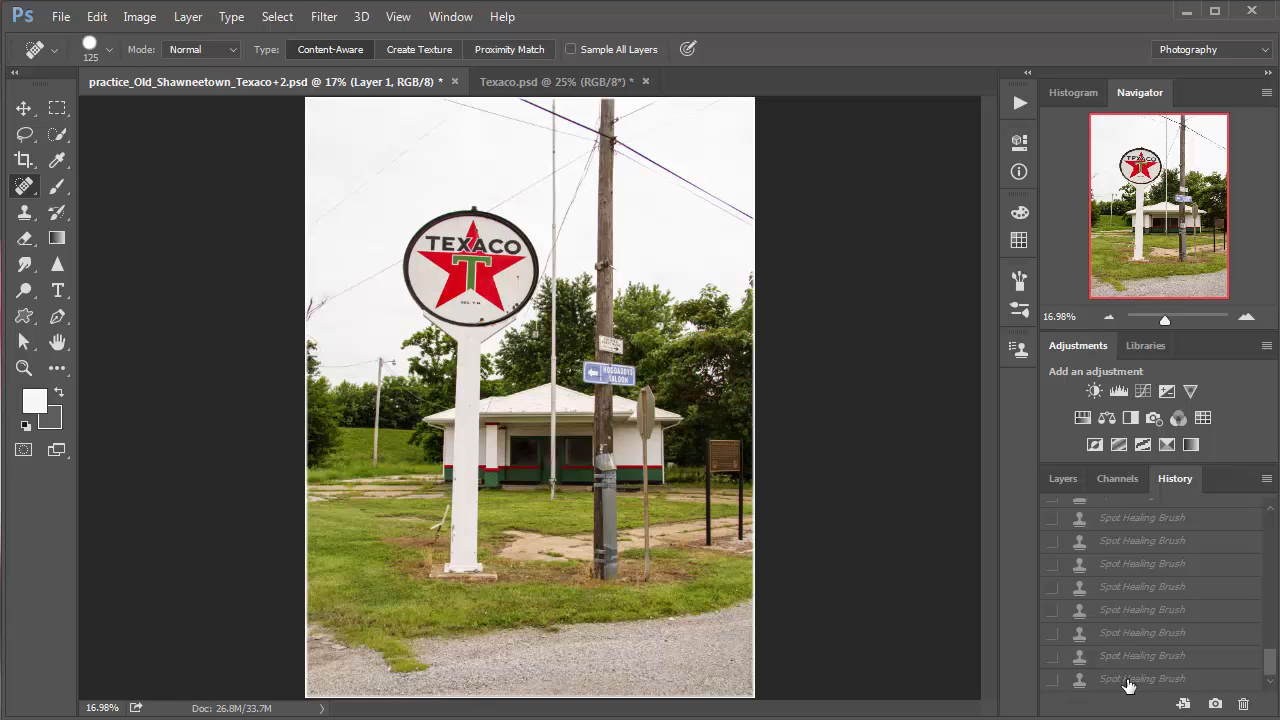 Ps File Edit Image Layer Type Select Filter 3D View Window Help
125 Mode: Normal Type: Content-Aware Create Texture Proximity Match Sample All Layers Photography
practice_Old_Shawneetown_Texaco+2.psd @ 17% (Layer 1, RGB/8) * Texaco.psd @ 25% (RGB/8*) *
Histogram Navigator
TEXACO
T
HOGDADDYS
SALOON
TEXACO
16.98%
Adjustments Libraries
Add an adjustment
Layers Channels History
Spot Healing Brush
Spot Healing Brush
Spot Healing Brush
Spot Healing Brush
Spot Healing Brush
Spot Healing Brush
Spot Healing Brush
Spot Healing Brush
16.98% Doc: 26.8M/33.7M